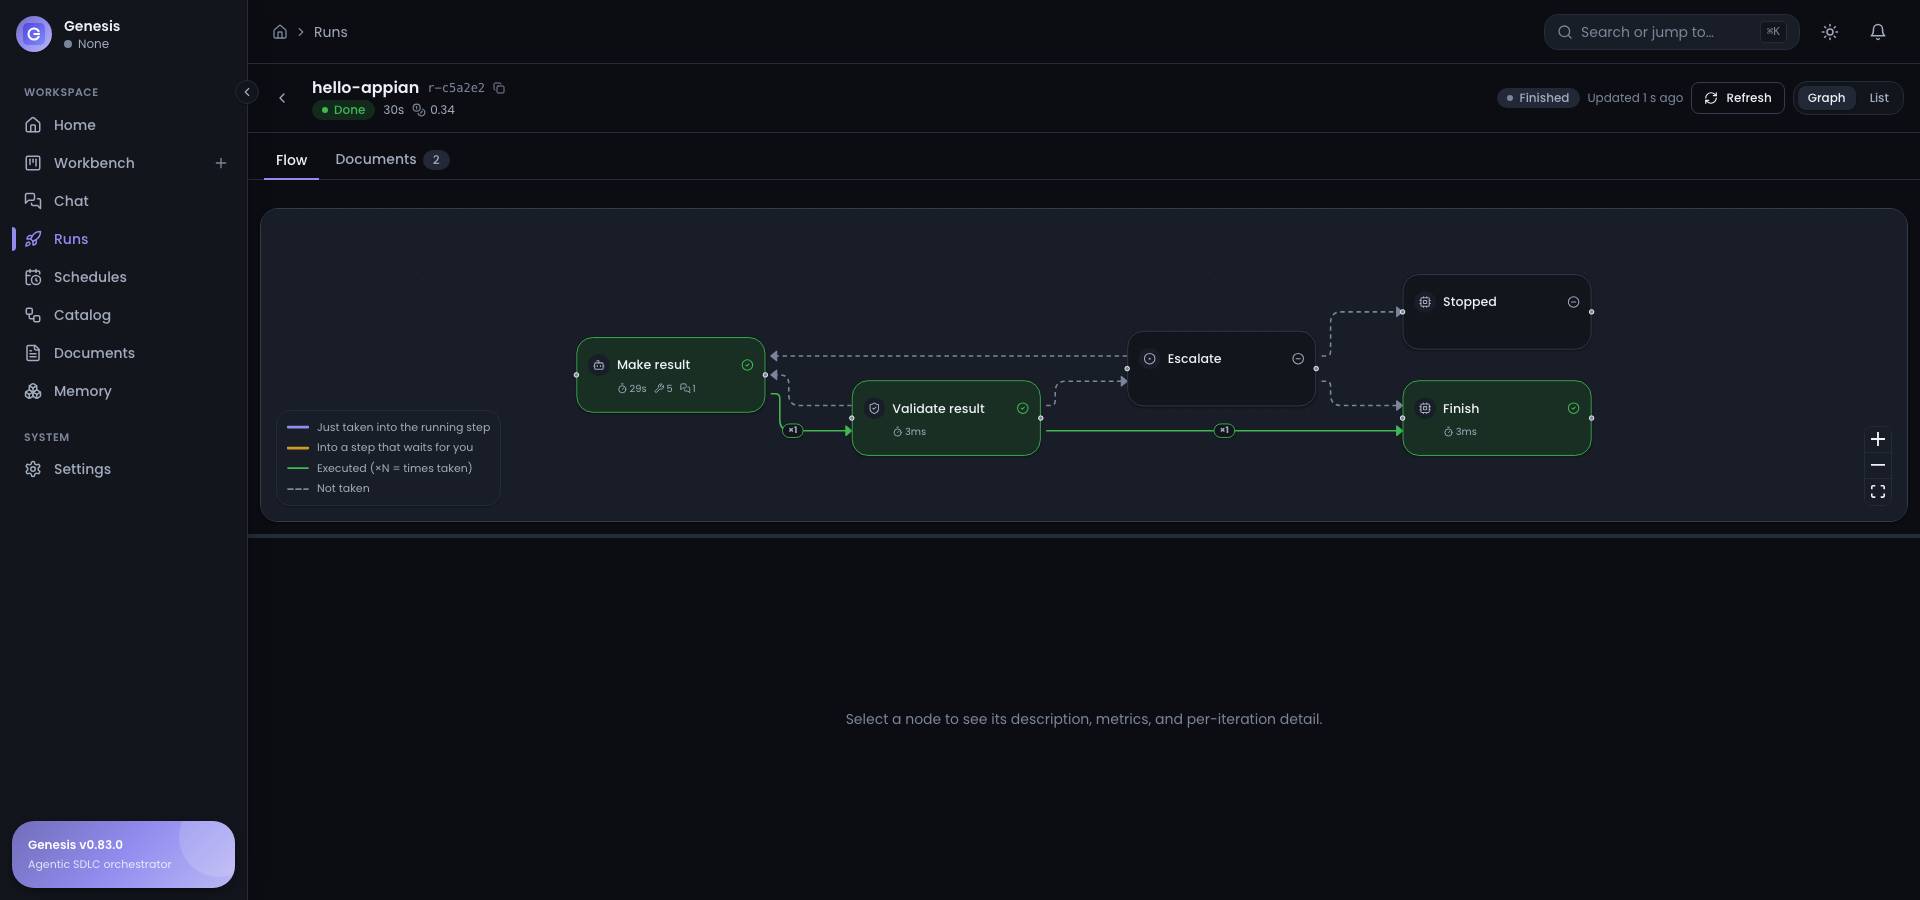 Genesis
None
WORKSPACE
Home
Workbench
Chat
Runs
Schedules
Catalog
Documents
Memory
SYSTEM
Settings
Genesis v0.83.0
Agentic SDLC orchestrator
Runs
Search or jump to...
⌘K
hello-appian r-c5a2e2
Done 30s 0.34
Finished Updated 1 s ago Refresh Graph List
Flow Documents 2
Make result
29s 5 1
Validate result
3ms
Escalate
Stopped
Finish
3ms
×1
×1
Just taken into the running step
Into a step that waits for you
Executed (×N = times taken)
Not taken
Select a node to see its description, metrics, and per-iteration detail.